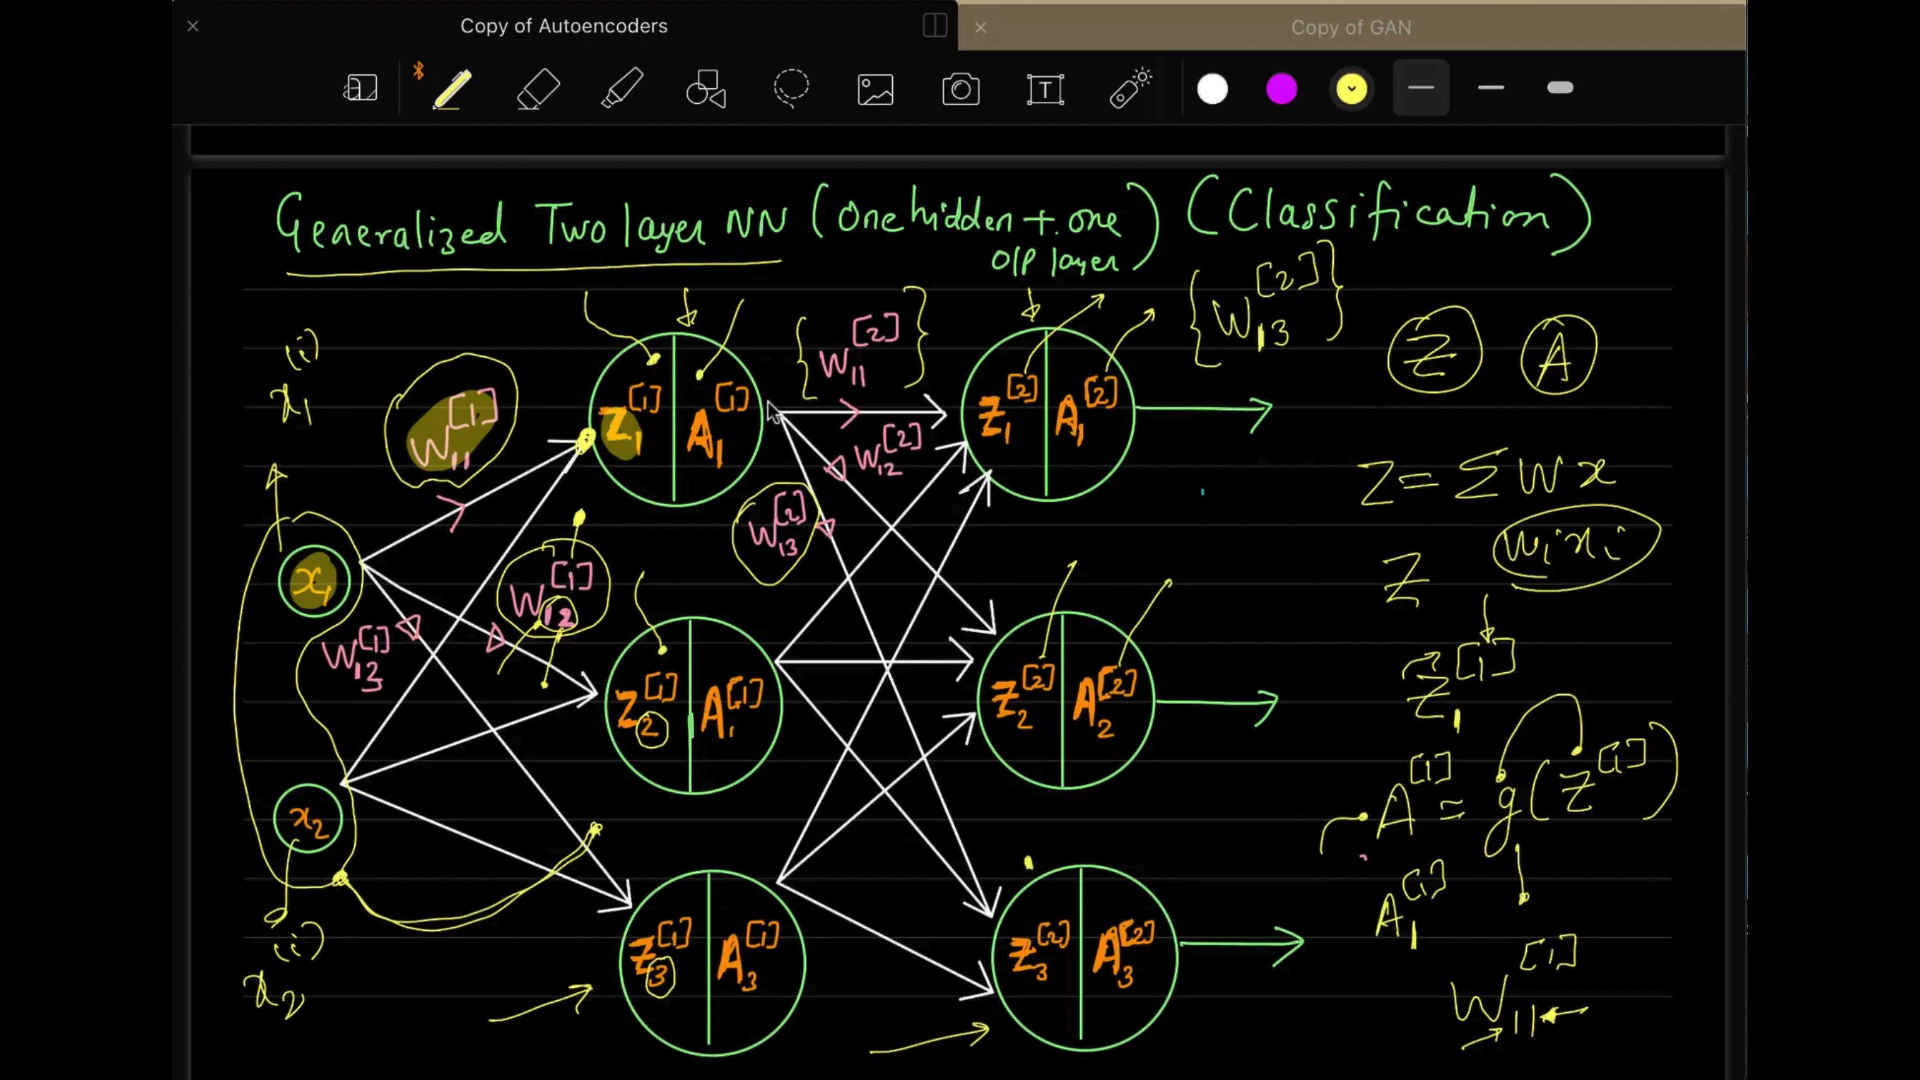 Copy of Autoencoders
Copy of GAN
Generalized Two layer NN (One hidden + one O/P layer) (Classification)
{W₁₁^[2]}
{W₁₃^[2]}
Z A
x₁^(i)
W₁₁^[1]
Z₁^[1] A₁^[1]
W₁₂^[2]
Z₁^[2] A₁^[2]
Z = Σ W x
W₁₃^[2]
wᵢxᵢ
x₁
W₁₂^[1]
Z
W₁₃^[1]
Z₂^[1] A₁^[1]
Z₂^[2] A₂^[2]
Z₁^[1]
A^[1] = g(Z^[1])
x₂
A₁^[1]
x₂^(i)
Z₃^[1] A₃^[1]
Z₃^[2] A₃^[2]
W₁₁^[1]